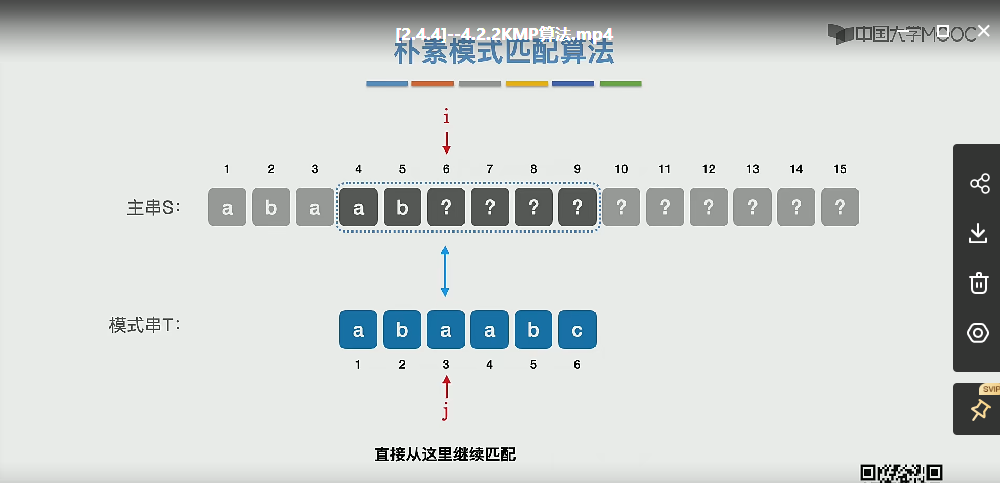 [2.4.4]--4.2.2KMP算法.mp4
朴素模式匹配算法
中国大学MOOC
i
1 2 3 4 5 6 7 8 9 10 11 12 13 14 15
主串S: a b a a b ? ? ? ? ? ? ? ? ? ?
模式串T: a b a a b c
1 2 3 4 5 6
j
直接从这里继续匹配
SVIP